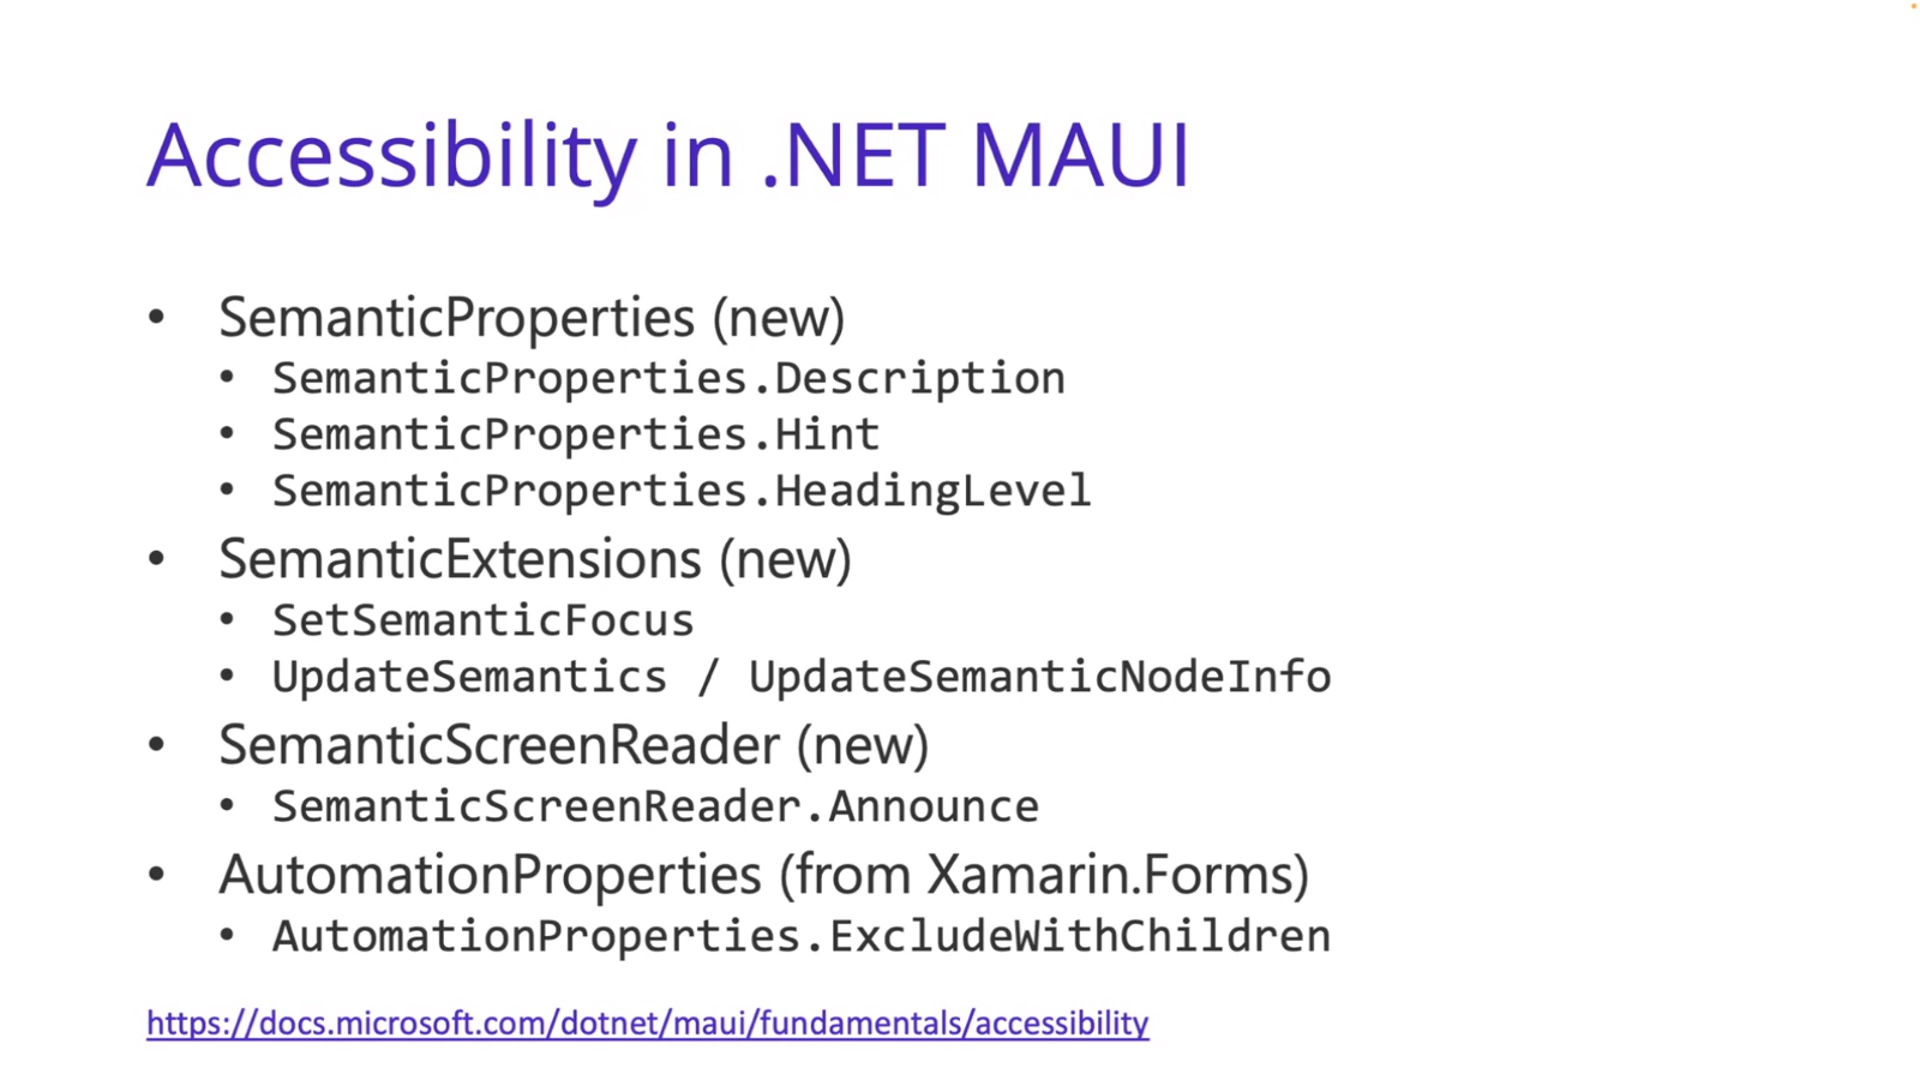 Accessibility in .NET MAUI
• SemanticProperties (new)
• SemanticProperties.Description
• SemanticProperties.Hint
• SemanticProperties.HeadingLevel
• SemanticExtensions (new)
• SetSemanticFocus
• UpdateSemantics / UpdateSemanticNodeInfo
• SemanticScreenReader (new)
• SemanticScreenReader.Announce
• AutomationProperties (from Xamarin.Forms)
• AutomationProperties.ExcludeWithChildren
https://docs.microsoft.com/dotnet/maui/fundamentals/accessibility